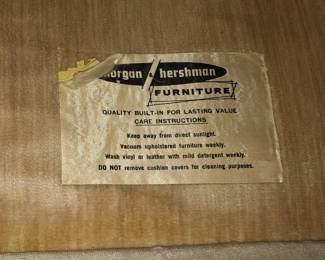 morgan hershman
FURNITURE
QUALITY BUILT-IN FOR LASTING VALUE
CARE INSTRUCTIONS
Keep away from direct sunlight.
Vacuum upholstered furniture weekly.
Wash vinyl or leather with mild detergent weekly.
DO NOT remove cushion covers for cleaning purposes.